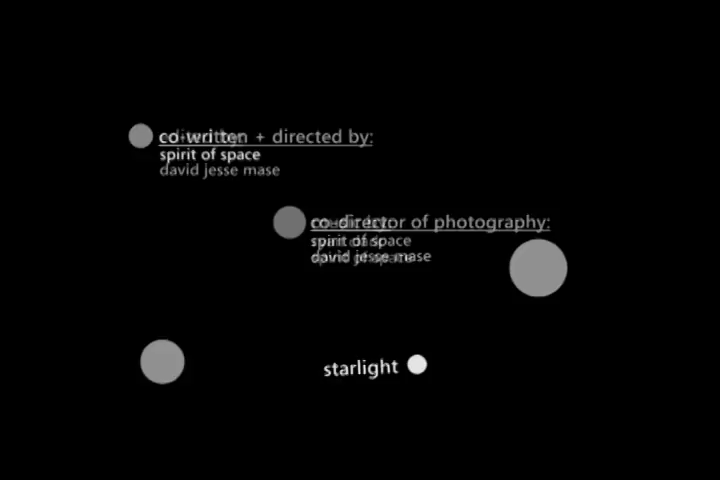 co-written + directed by:
spirit of space
david jesse mase
co-director of photography:
spirit of space
david jesse mase
starlight